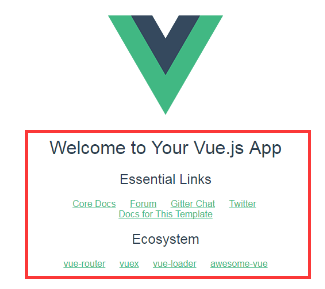 Welcome to Your Vue.js App
Essential Links
Core Docs Forum Gitter Chat Twitter
Docs for This Template
Ecosystem
vue-router vuex vue-loader awesome-vue